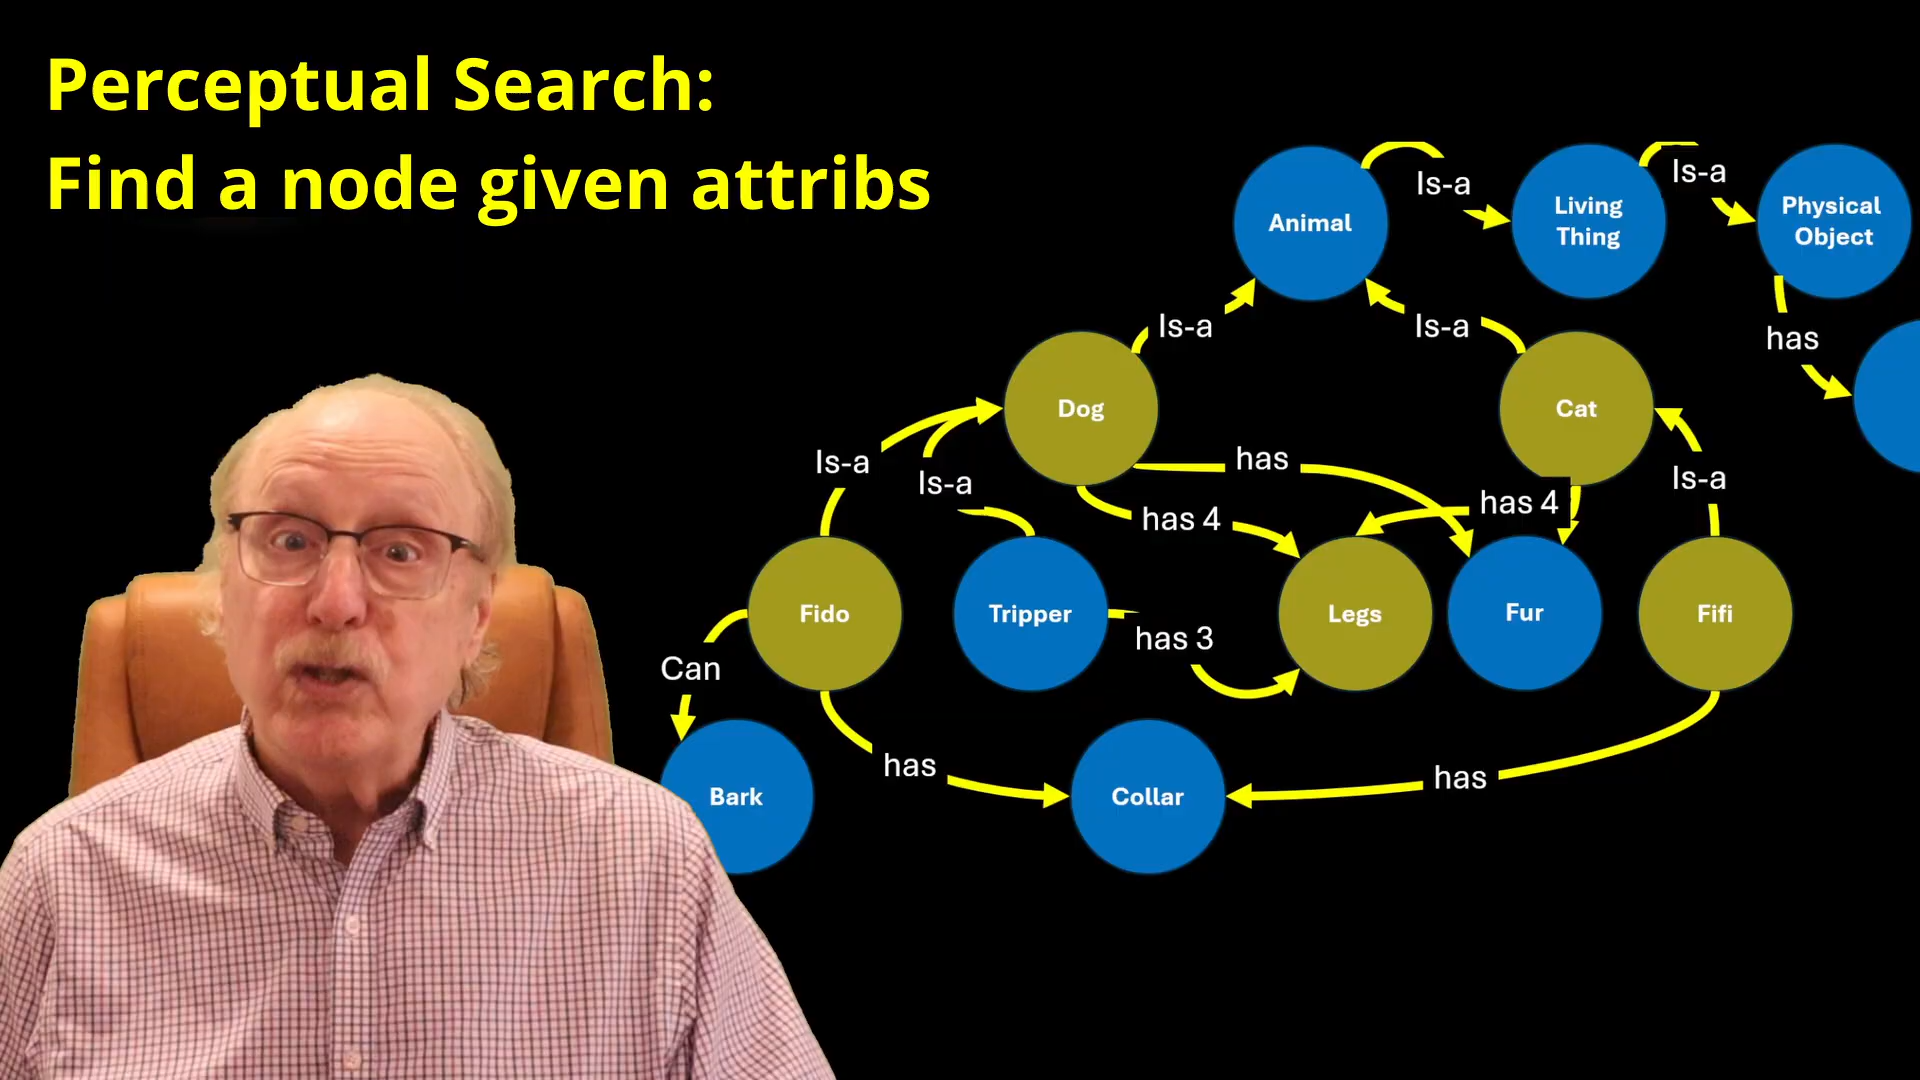 Perceptual Search:
Find a node given attribs
Is-a
Is-a
Animal
Living
Thing
Physical
Object
Is-a
Is-a
has
Dog
Cat
Is-a
Is-a
has
has 4
has 4
Is-a
Fido
Tripper
Legs
Fur
Fifi
Can
has 3
has
has
Bark
Collar